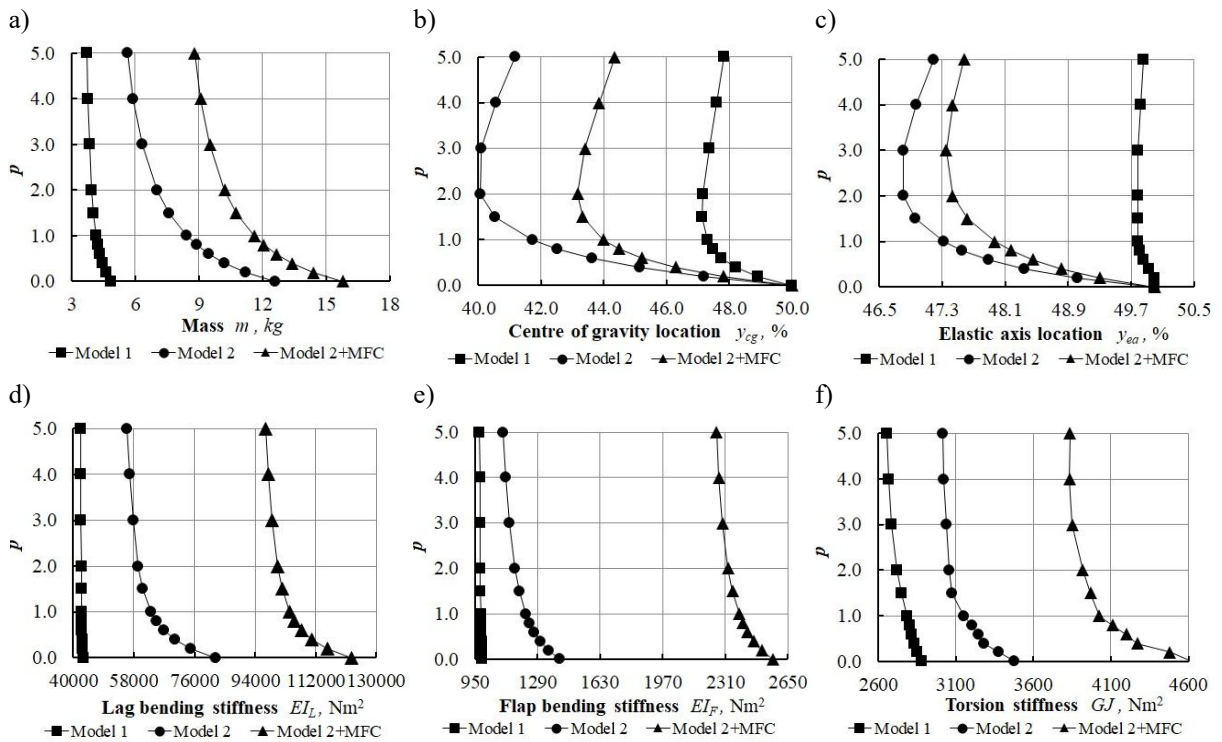 a)
5.0
4.0
3.0
2.0
1.0
0.0
p
3 6 9 12 15 18
Mass m, kg
Model 1 Model 2 Model 2+MFC
b)
5.0
4.0
3.0
2.0
1.0
0.0
p
40.0 42.0 44.0 46.0 48.0 50.0
Centre of gravity location ycg, %
Model 1 Model 2 Model 2+MFC
c)
5.0
4.0
3.0
2.0
1.0
0.0
p
46.5 47.3 48.1 48.9 49.7 50.5
Elastic axis location yea, %
Model 1 Model 2 Model 2+MFC
d)
5.0
4.0
3.0
2.0
1.0
0.0
p
40000 58000 76000 94000 112000 130000
Lag bending stiffness EIL, Nm²
Model 1 Model 2 Model 2+MFC
e)
5.0
4.0
3.0
2.0
1.0
0.0
p
950 1290 1630 1970 2310 2650
Flap bending stiffness EIF, Nm²
Model 1 Model 2 Model 2+MFC
f)
5.0
4.0
3.0
2.0
1.0
0.0
p
2600 3100 3600 4100 4600
Torsion stiffness GJ, Nm²
Model 1 Model 2 Model 2+MFC